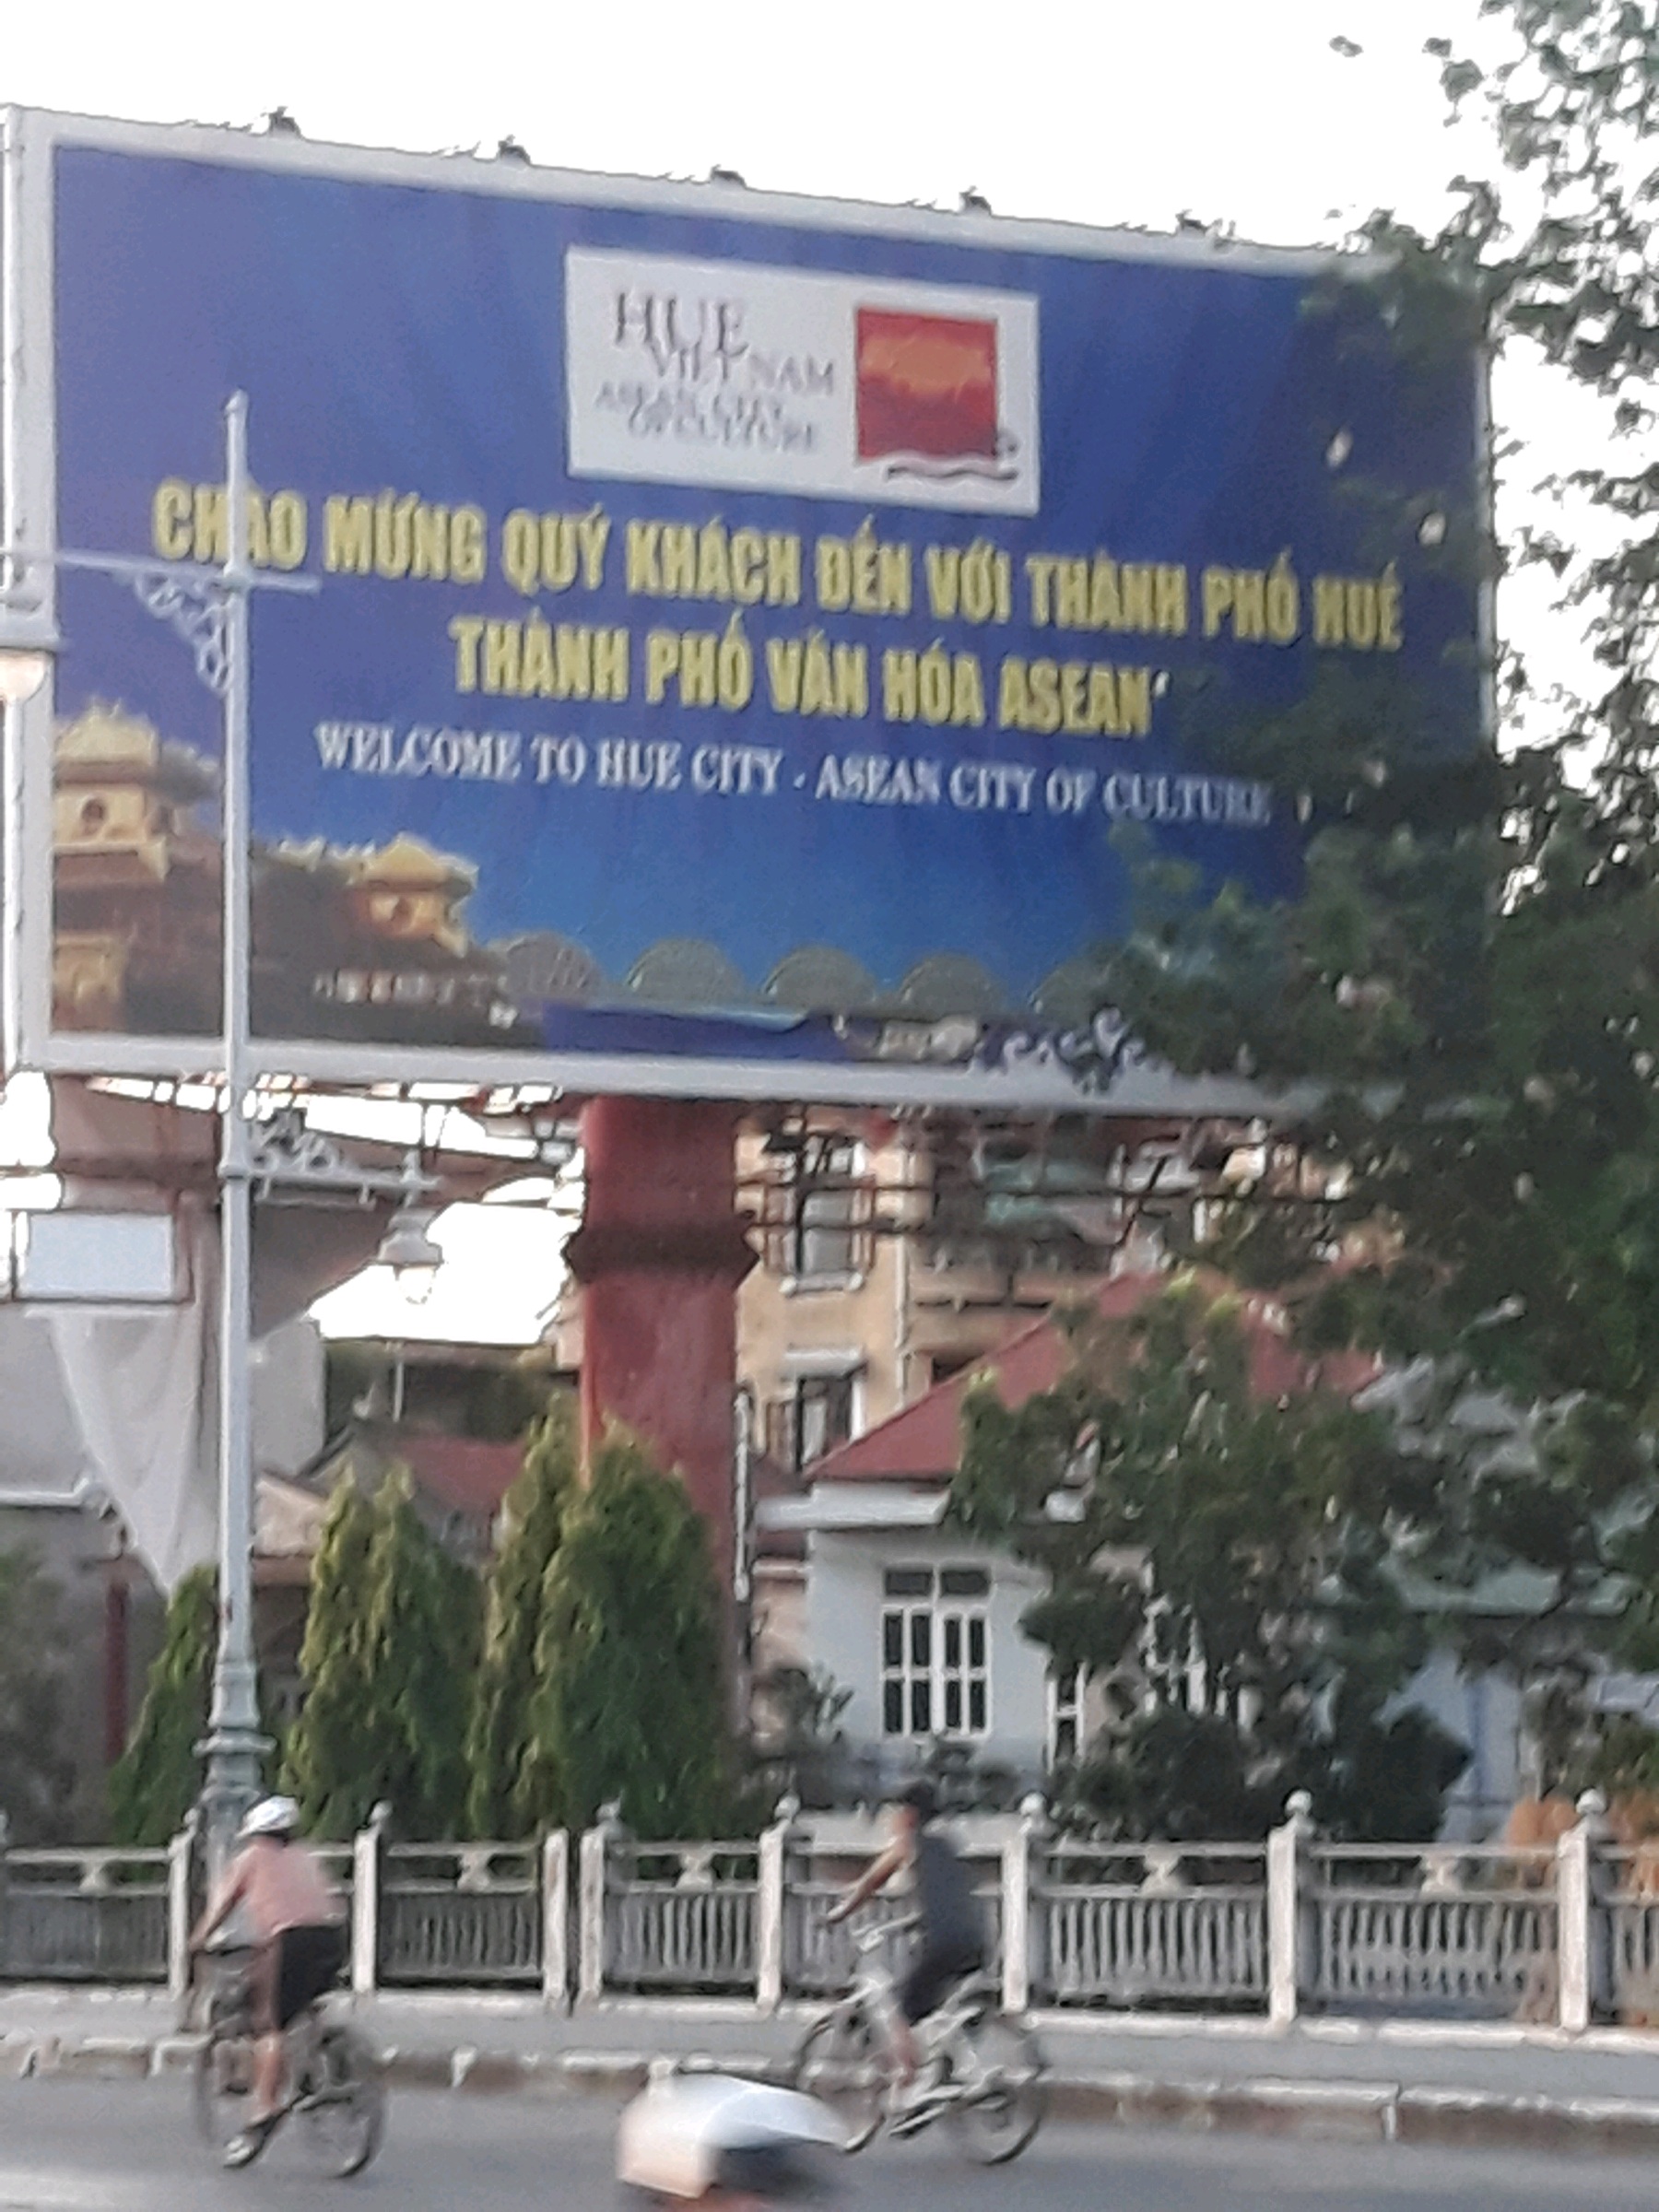 HUE
VIET NAM
ASEAN CITY
OF CULTURE
CHÀO MỪNG QUÝ KHÁCH ĐẾN VỚI THÀNH PHỐ HUẾ
THÀNH PHỐ VĂN HÓA ASEAN
WELCOME TO HUE CITY - ASEAN CITY OF CULTURE